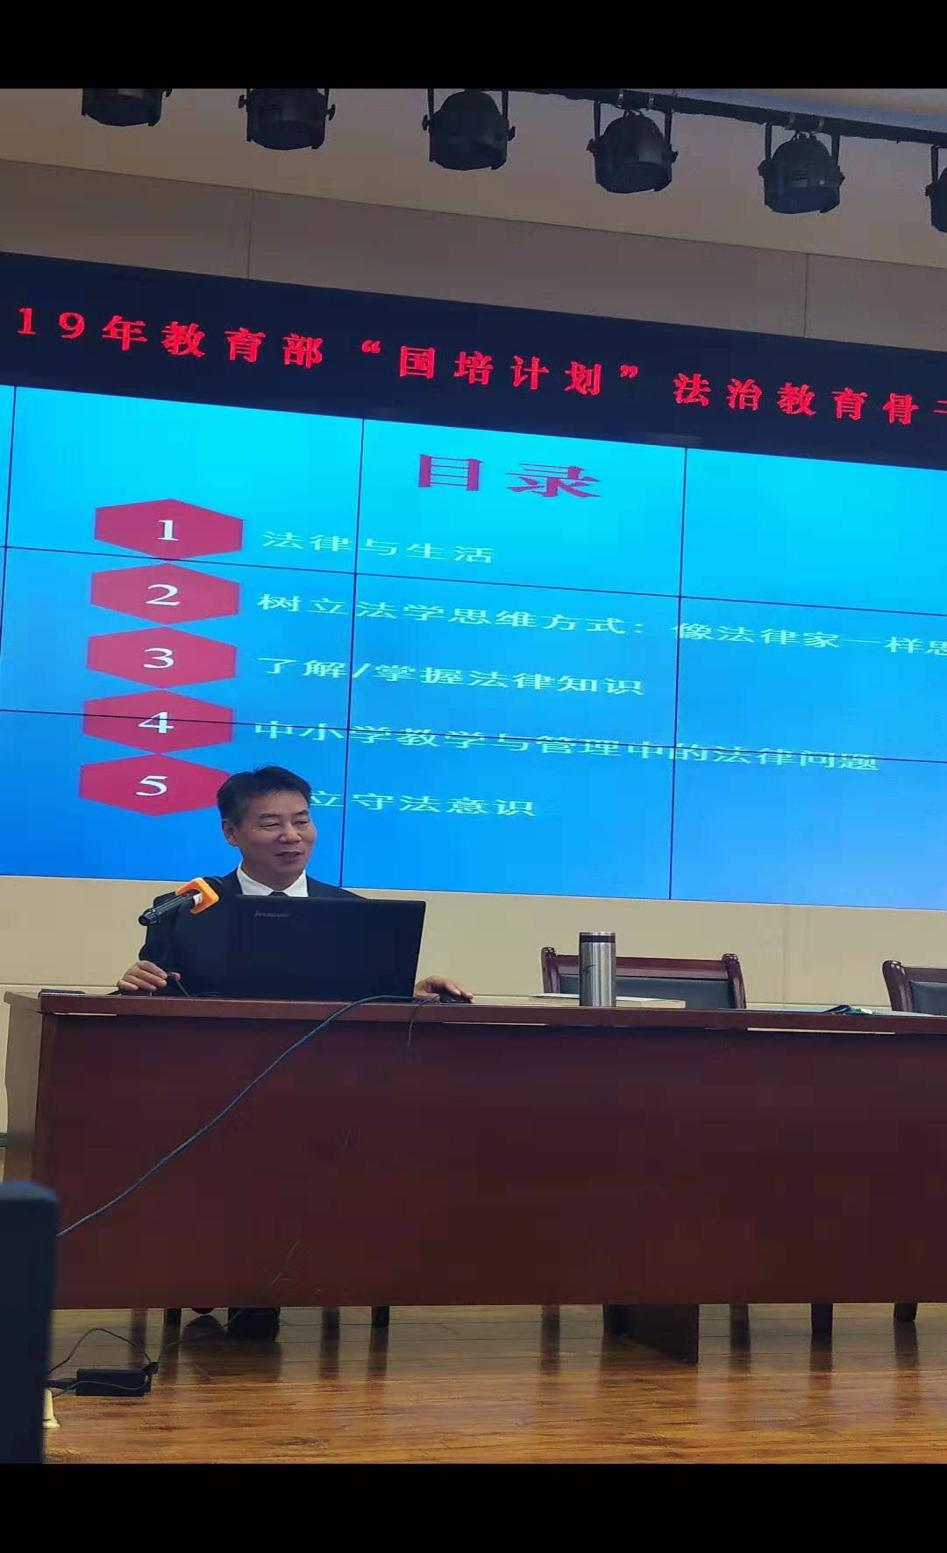 19年教育部“国培计划”法治教育骨
目录
1 法律与生活
2 树立法学思维方式：像法律家一样思
3 了解/掌握法律知识
4 中小学教学与管理中的法律问题
5 立守法意识
lenovo